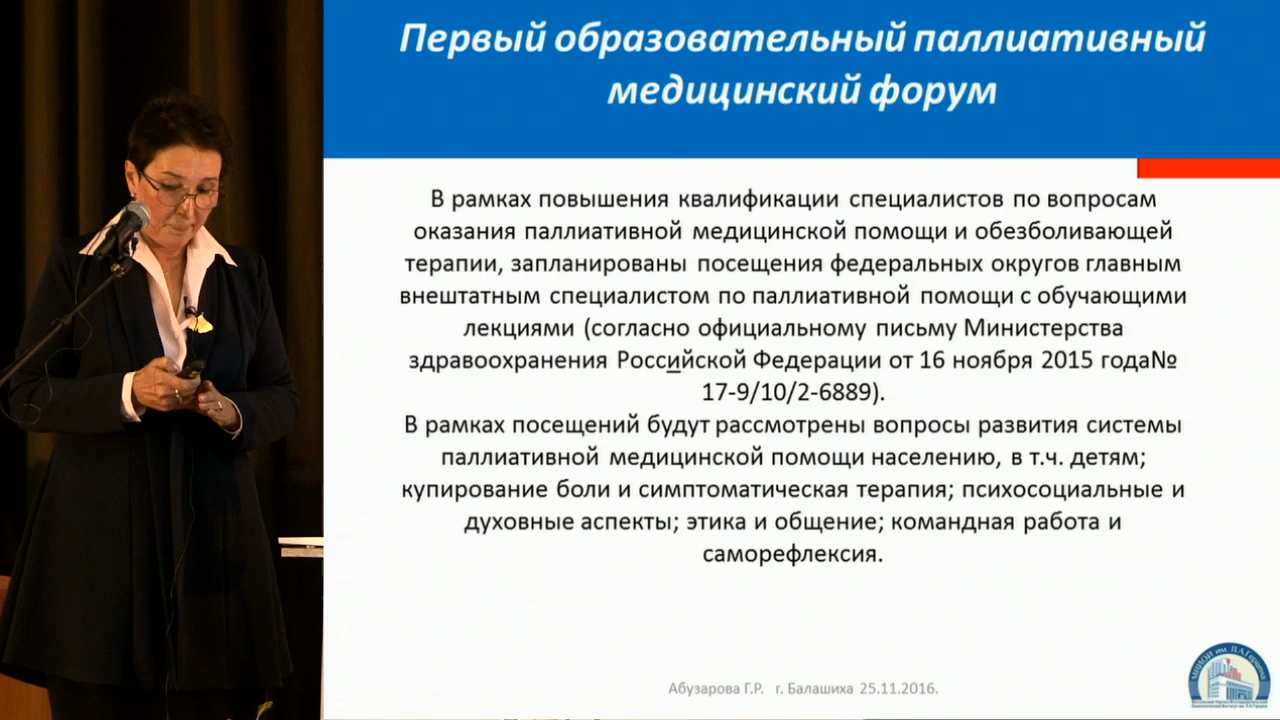 Первый образовательный паллиативный
медицинский форум
В рамках повышения квалификации специалистов по вопросам
оказания паллиативной медицинской помощи и обезболивающей
терапии, запланированы посещения федеральных округов главным
внештатным специалистом по паллиативной помощи с обучающими
лекциями (согласно официальному письму Министерства
здравоохранения Российской Федерации от 16 ноября 2015 года№
17-9/10/2-6889).
В рамках посещений будут рассмотрены вопросы развития системы
паллиативной медицинской помощи населению, в т.ч. детям;
купирование боли и симптоматическая терапия; психосоциальные и
духовные аспекты; этика и общение; командная работа и
саморефлексия.
Абузарова Г.Р. г. Балашиха 25.11.2016.
МНИОИ им. П.А.Герцена